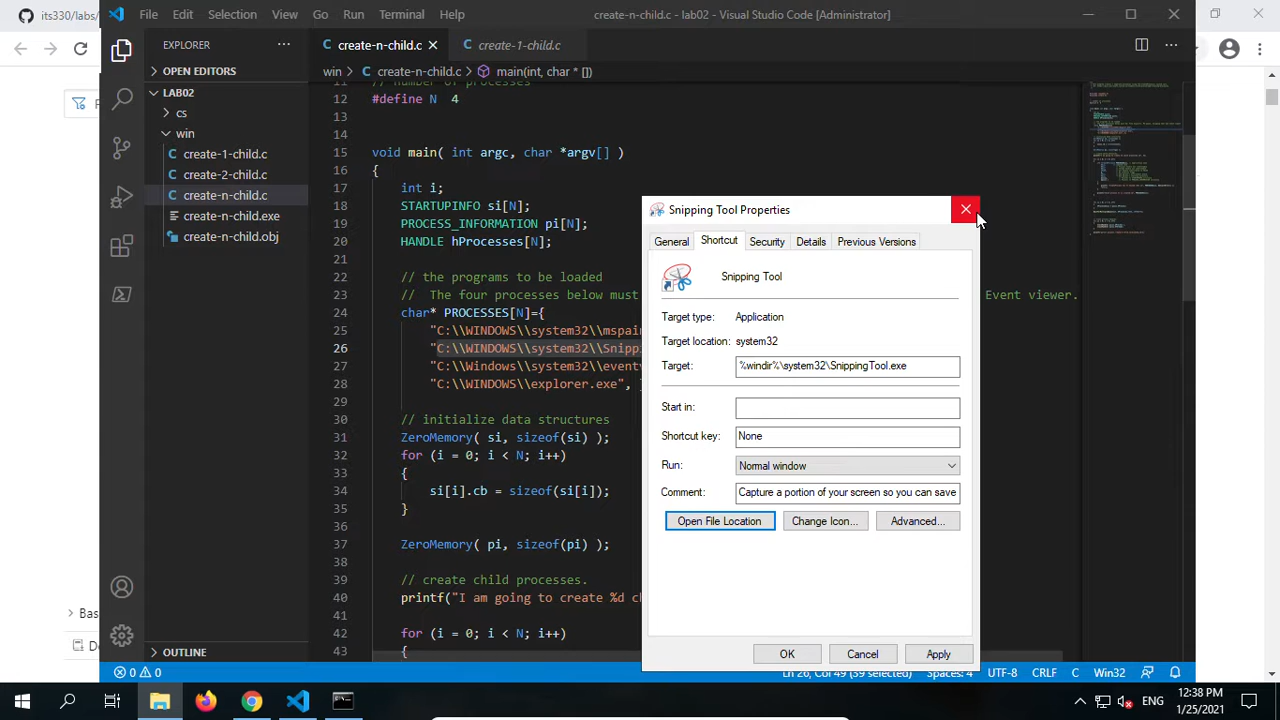 its330/labs/
File Edit Selection View Go Run Terminal Help
create-n-child.c - lab02 - Visual Studio Code [Administrator]
EXPLORER
create-n-child.c
create-1-child.c
win > create-n-child.c > main(int, char * [])
OPEN EDITORS
LAB02
cs
win
create-1-child.c
create-2-child.c
create-n-child.c
create-n-child.exe
create-n-child.obj
OUTLINE
// number of processes
12 #define N 4
13
14
15 void main( int argc, char *argv[] )
16 {
17 int i;
18 STARTUPINFO si[N];
19 PROCESS_INFORMATION pi[N];
20 HANDLE hProcesses[N];
21
22 // the programs to be loaded
23 // The four processes below must Event viewer.
24 char* PROCESSES[N]={
25 "C:\\WINDOWS\\system32\\mspain
26 "C:\\WINDOWS\\system32\\Snippi
27 "C:\\Windows\\system32\\eventv
28 "C:\\WINDOWS\\explorer.exe",
29
30 // initialize data structures
31 ZeroMemory( si, sizeof(si) );
32 for (i = 0; i < N; i++)
33 {
34 si[i].cb = sizeof(si[i]);
35 }
36
37 ZeroMemory( pi, sizeof(pi) );
38
39 // create child processes.
40 printf("I am going to create %d ch
41
42 for (i = 0; i < N; i++)
43 {
Snipping Tool Properties
General Shortcut Security Details Previous Versions
Snipping Tool
Target type: Application
Target location: system32
Target: %windir%\system32\SnippingTool.exe
Start in:
Shortcut key: None
Run: Normal window
Comment: Capture a portion of your screen so you can save
Open File Location Change Icon... Advanced...
OK Cancel Apply
Bas
De
0 0
Ln 26, Col 49 (39 selected) Spaces: 4 UTF-8 CRLF C Win32
ENG
12:38 PM
1/25/2021